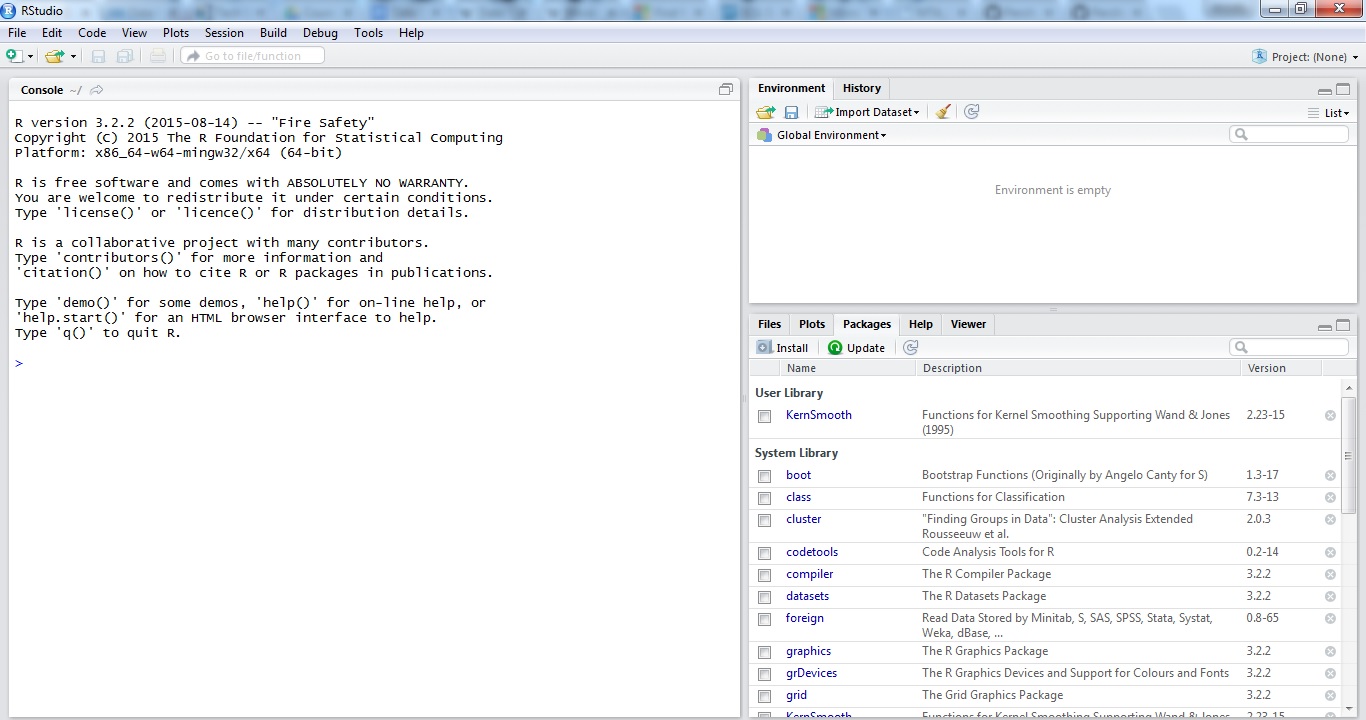 RStudio
File Edit Code View Plots Session Build Debug Tools Help
Go to file/function
Project: (None)
Console ~/
R version 3.2.2 (2015-08-14) -- "Fire Safety"
Copyright (C) 2015 The R Foundation for Statistical Computing
Platform: x86_64-w64-mingw32/x64 (64-bit)
R is free software and comes with ABSOLUTELY NO WARRANTY.
You are welcome to redistribute it under certain conditions.
Type 'license()' or 'licence()' for distribution details.
R is a collaborative project with many contributors.
Type 'contributors()' for more information and
'citation()' on how to cite R or R packages in publications.
Type 'demo()' for some demos, 'help()' for on-line help, or
'help.start()' for an HTML browser interface to help.
Type 'q()' to quit R.
>
Environment History
Import Dataset
List
Global Environment
Environment is empty
Files Plots Packages Help Viewer
Install Update
Name Description Version
User Library
KernSmooth Functions for Kernel Smoothing Supporting Wand & Jones 2.23-15
(1995)
System Library
boot Bootstrap Functions (Originally by Angelo Canty for S) 1.3-17
class Functions for Classification 7.3-13
cluster "Finding Groups in Data": Cluster Analysis Extended 2.0.3
Rousseeuw et al.
codetools Code Analysis Tools for R 0.2-14
compiler The R Compiler Package 3.2.2
datasets The R Datasets Package 3.2.2
foreign Read Data Stored by Minitab, S, SAS, SPSS, Stata, Systat, 0.8-65
Weka, dBase, ...
graphics The R Graphics Package 3.2.2
grDevices The R Graphics Devices and Support for Colours and Fonts 3.2.2
grid The Grid Graphics Package 3.2.2
KernSmooth Functions for Kernel Smoothing Supporting Wand & Jones 2.23-15